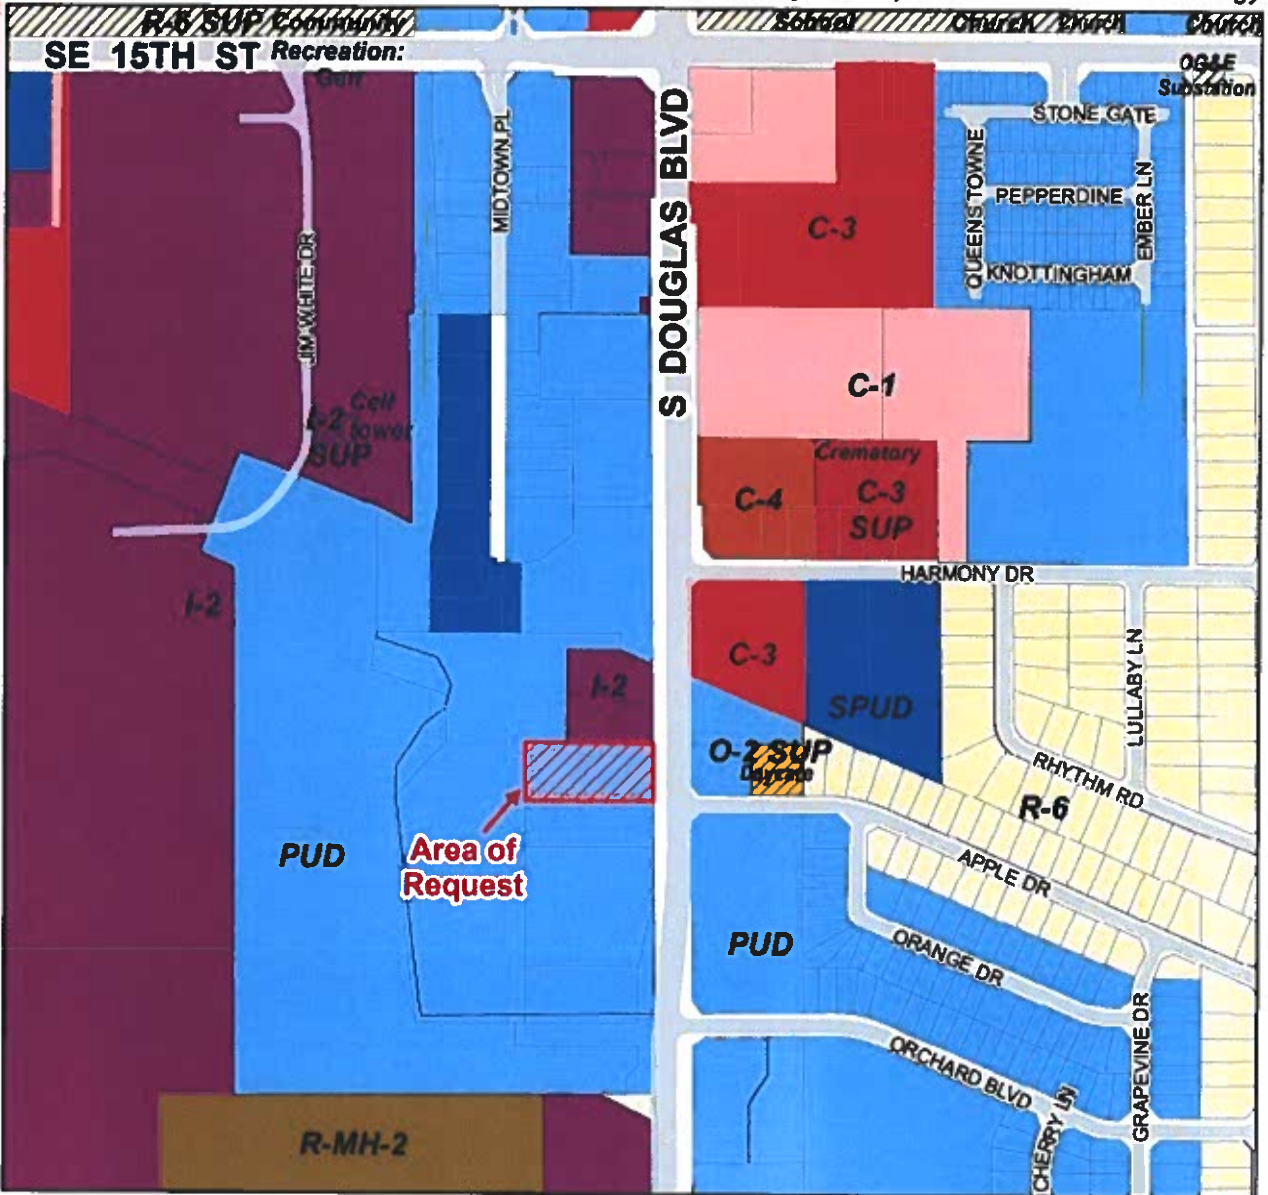 R-6 SUP Community
School
Church
Church
Church
SE 15TH ST
Recreation:
Golf
OG&E
Substation
STONE GATE
MIDTOWN PL
S DOUGLAS BLVD
QUEENS TOWNE
PEPPERDINE
EMBER LN
C-3
JIM WHITE DR
KNOTTINGHAM
C-1
I-2 Cell
tower
SUP
Crematory
C-4
C-3
SUP
HARMONY DR
I-2
C-3
LULLABY LN
I-2
SPUD
O-2 SUP
Daycare
RHYTHM RD
R-6
Area of
Request
PUD
APPLE DR
PUD
ORANGE DR
GRAPEVINE DR
ORCHARD BLVD
CHERRY LN
R-MH-2